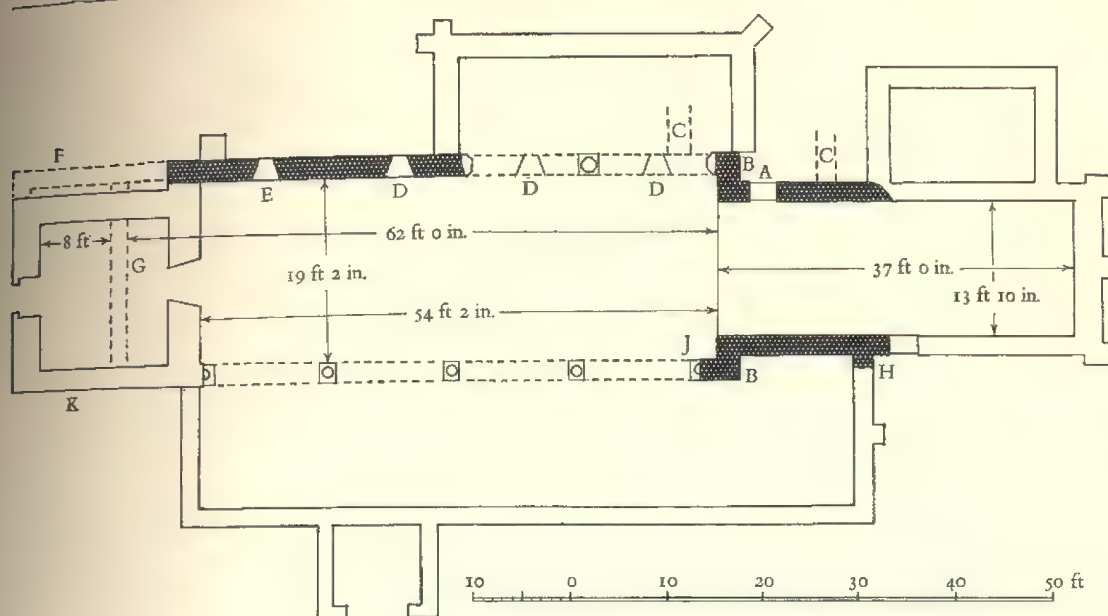 C
F
B
A
C
E
D
D
D
8 ft
G
62 ft 0 in.
19 ft 2 in.
37 ft 0 in.
13 ft 10 in.
54 ft 2 in.
J
B
H
K
10 0 10 20 30 40 50 ft